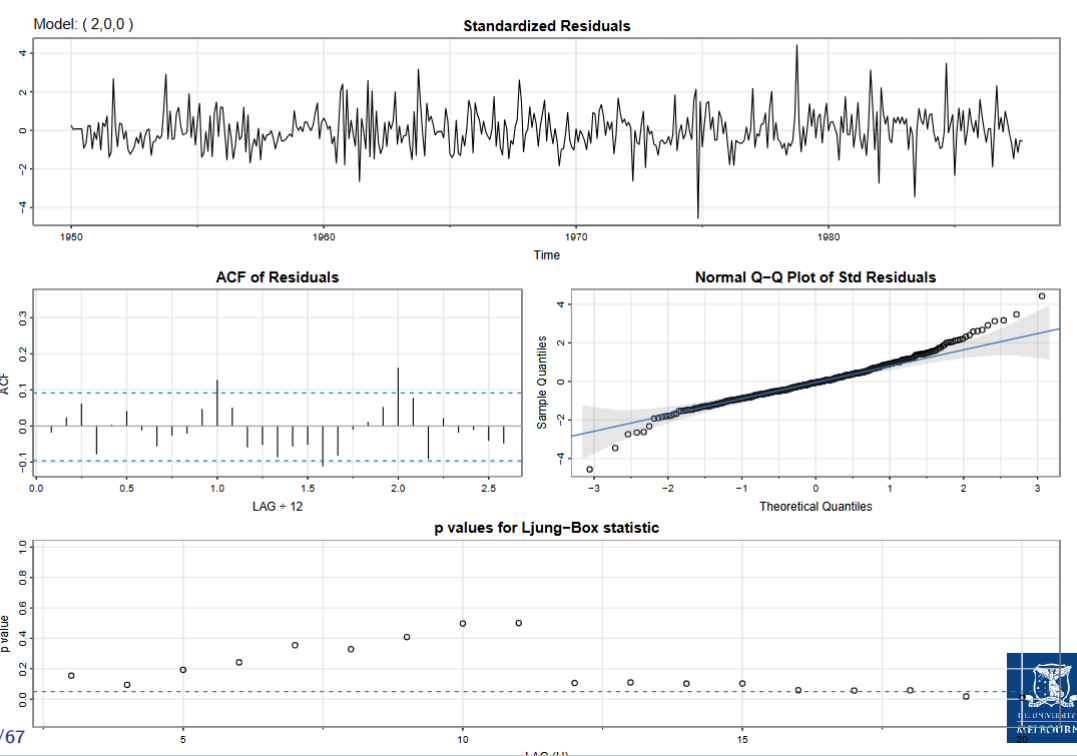 Model: ( 2,0,0 )
Standardized Residuals
4
2
0
−2
−4
1950 1960 1970 1980
Time
ACF of Residuals
ACF
0.3
0.2
0.1
0.0
−0.1
0.0 0.5 1.0 1.5 2.0 2.5
LAG ÷ 12
Normal Q−Q Plot of Std Residuals
Sample Quantiles
4
2
0
−2
−4
−3 −2 −1 0 1 2 3
Theoretical Quantiles
p values for Ljung−Box statistic
p value
1.0
0.8
0.6
0.4
0.2
0.0
5 10 15 20
LAG (H)
/67
THE UNIVERSITY
MELBOURN